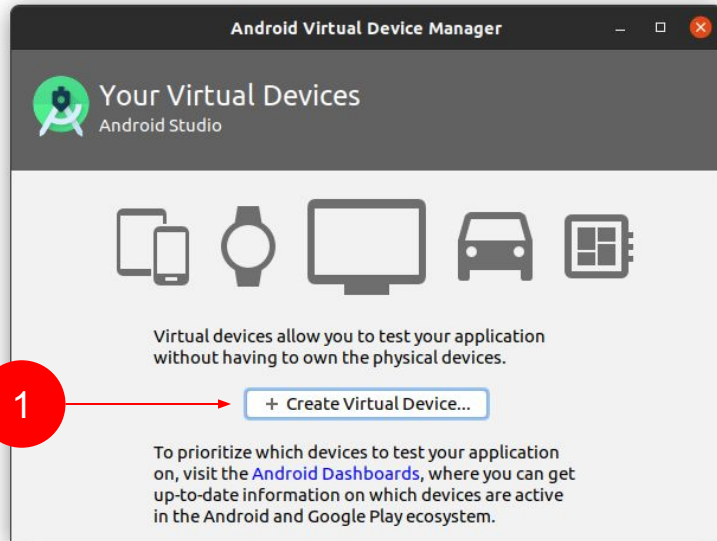 Android Virtual Device Manager
Your Virtual Devices
Android Studio
Virtual devices allow you to test your application
without having to own the physical devices.
1
+ Create Virtual Device...
To prioritize which devices to test your application
on, visit the Android Dashboards, where you can get
up-to-date information on which devices are active
in the Android and Google Play ecosystem.